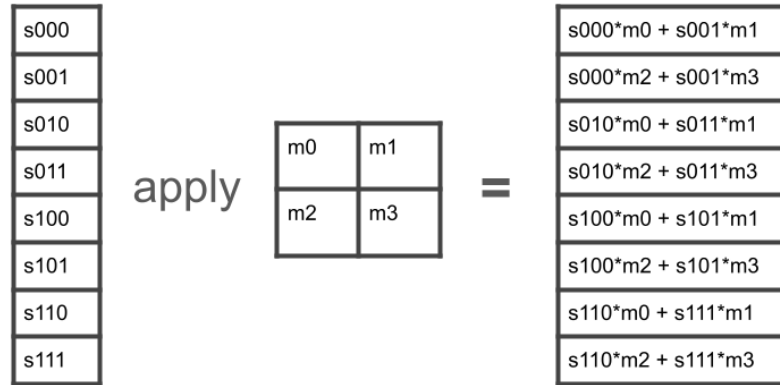 s000
s001
s010
s011
s100
s101
s110
s111
apply
m0 m1
m2 m3
=
s000*m0 + s001*m1
s000*m2 + s001*m3
s010*m0 + s011*m1
s010*m2 + s011*m3
s100*m0 + s101*m1
s100*m2 + s101*m3
s110*m0 + s111*m1
s110*m2 + s111*m3